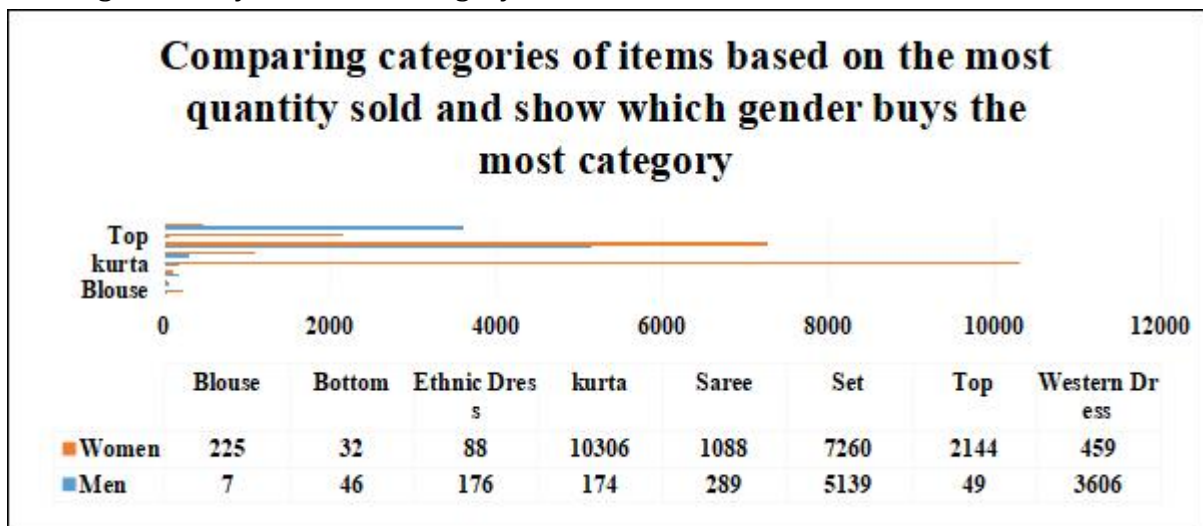 Comparing categories of items based on the most
quantity sold and show which gender buys the
most category
Top
kurta
Blouse
0 2000 4000 6000 8000 10000 12000
Blouse Bottom Ethnic Dres kurta Saree Set Top Western Dr
s ess
Women 225 32 88 10306 1088 7260 2144 459
Men 7 46 176 174 289 5139 49 3606